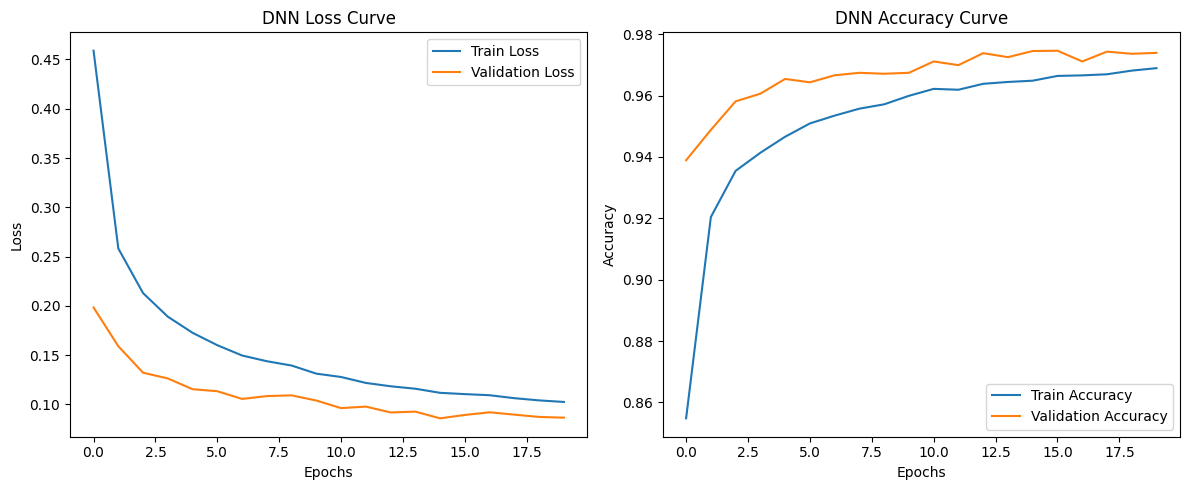 DNN Loss Curve
Train Loss
Validation Loss
0.45
0.40
0.35
0.30
0.25
0.20
0.15
0.10
Loss
0.0 2.5 5.0 7.5 10.0 12.5 15.0 17.5
Epochs
DNN Accuracy Curve
0.98
0.96
0.94
0.92
0.90
0.88
0.86
Accuracy
Train Accuracy
Validation Accuracy
0.0 2.5 5.0 7.5 10.0 12.5 15.0 17.5
Epochs